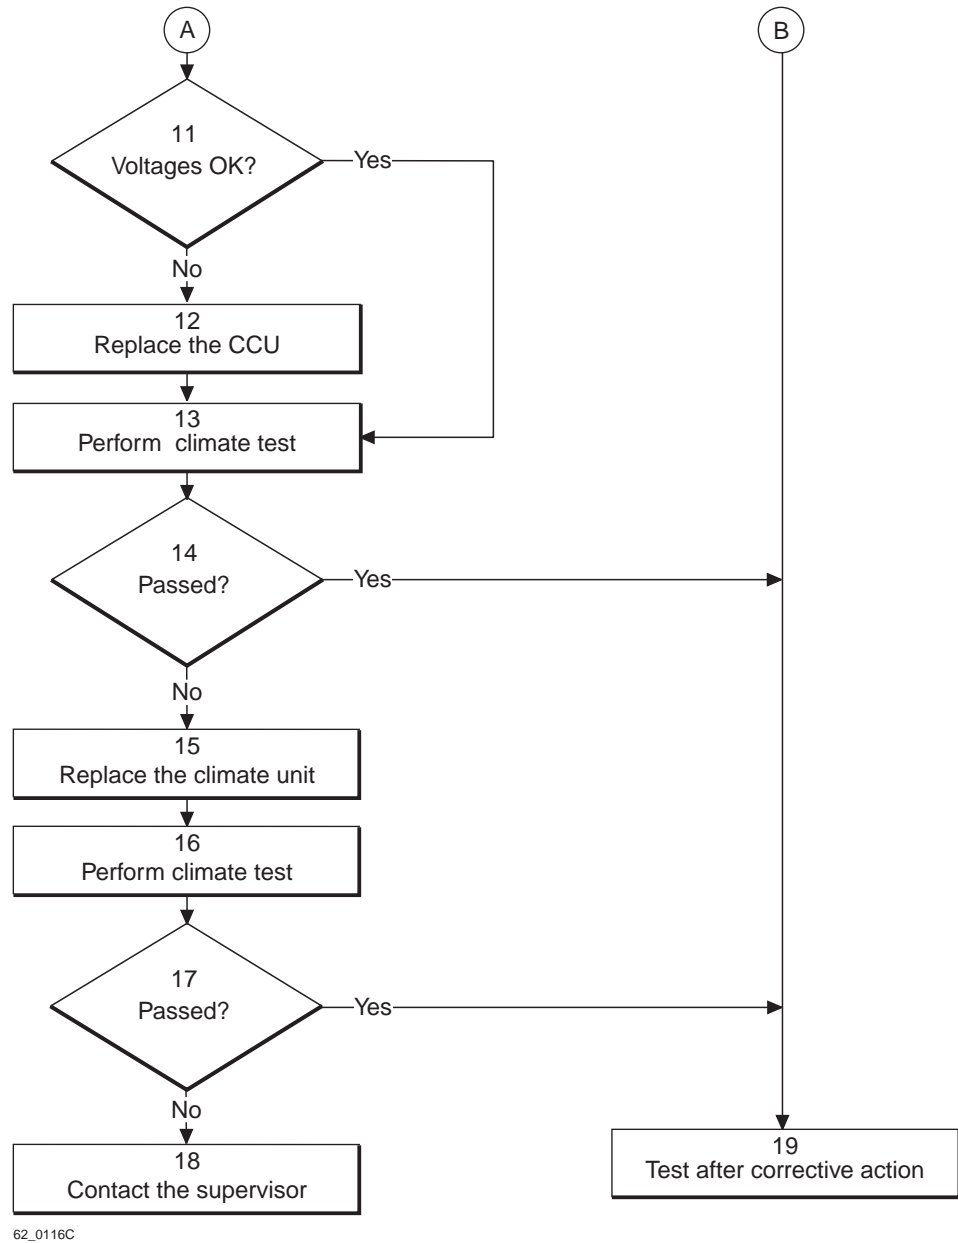 A
B
11
Voltages OK?
Yes
No
12
Replace the CCU
13
Perform climate test
14
Passed?
Yes
No
15
Replace the climate unit
16
Perform climate test
17
Passed?
Yes
No
18
Contact the supervisor
19
Test after corrective action
62_0116C